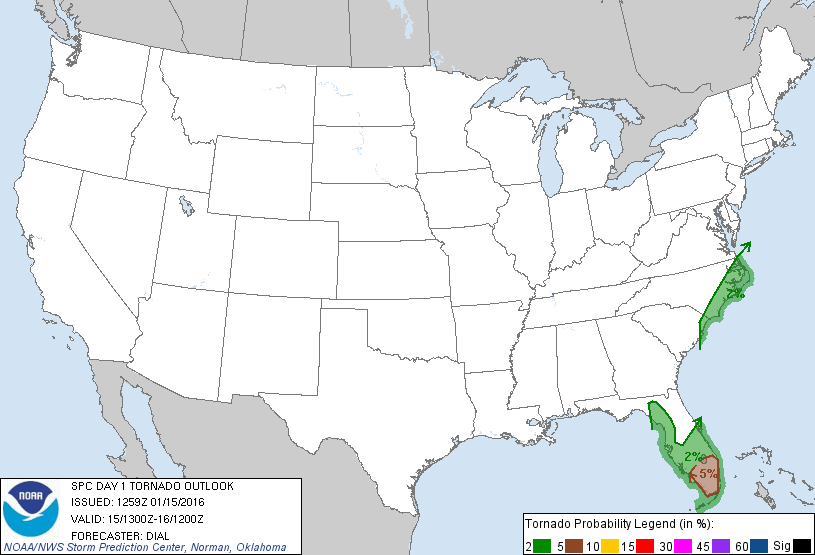 2%
2%
5%
NOAA
SPC DAY 1 TORNADO OUTLOOK
ISSUED: 1259Z 01/15/2016
VALID: 15/1300Z-16/1200Z
FORECASTER: DIAL
NOAA/NWS Storm Prediction Center, Norman, Oklahoma
Tornado Probability Legend (in %):
2 5 10 15 30 45 60 Sig